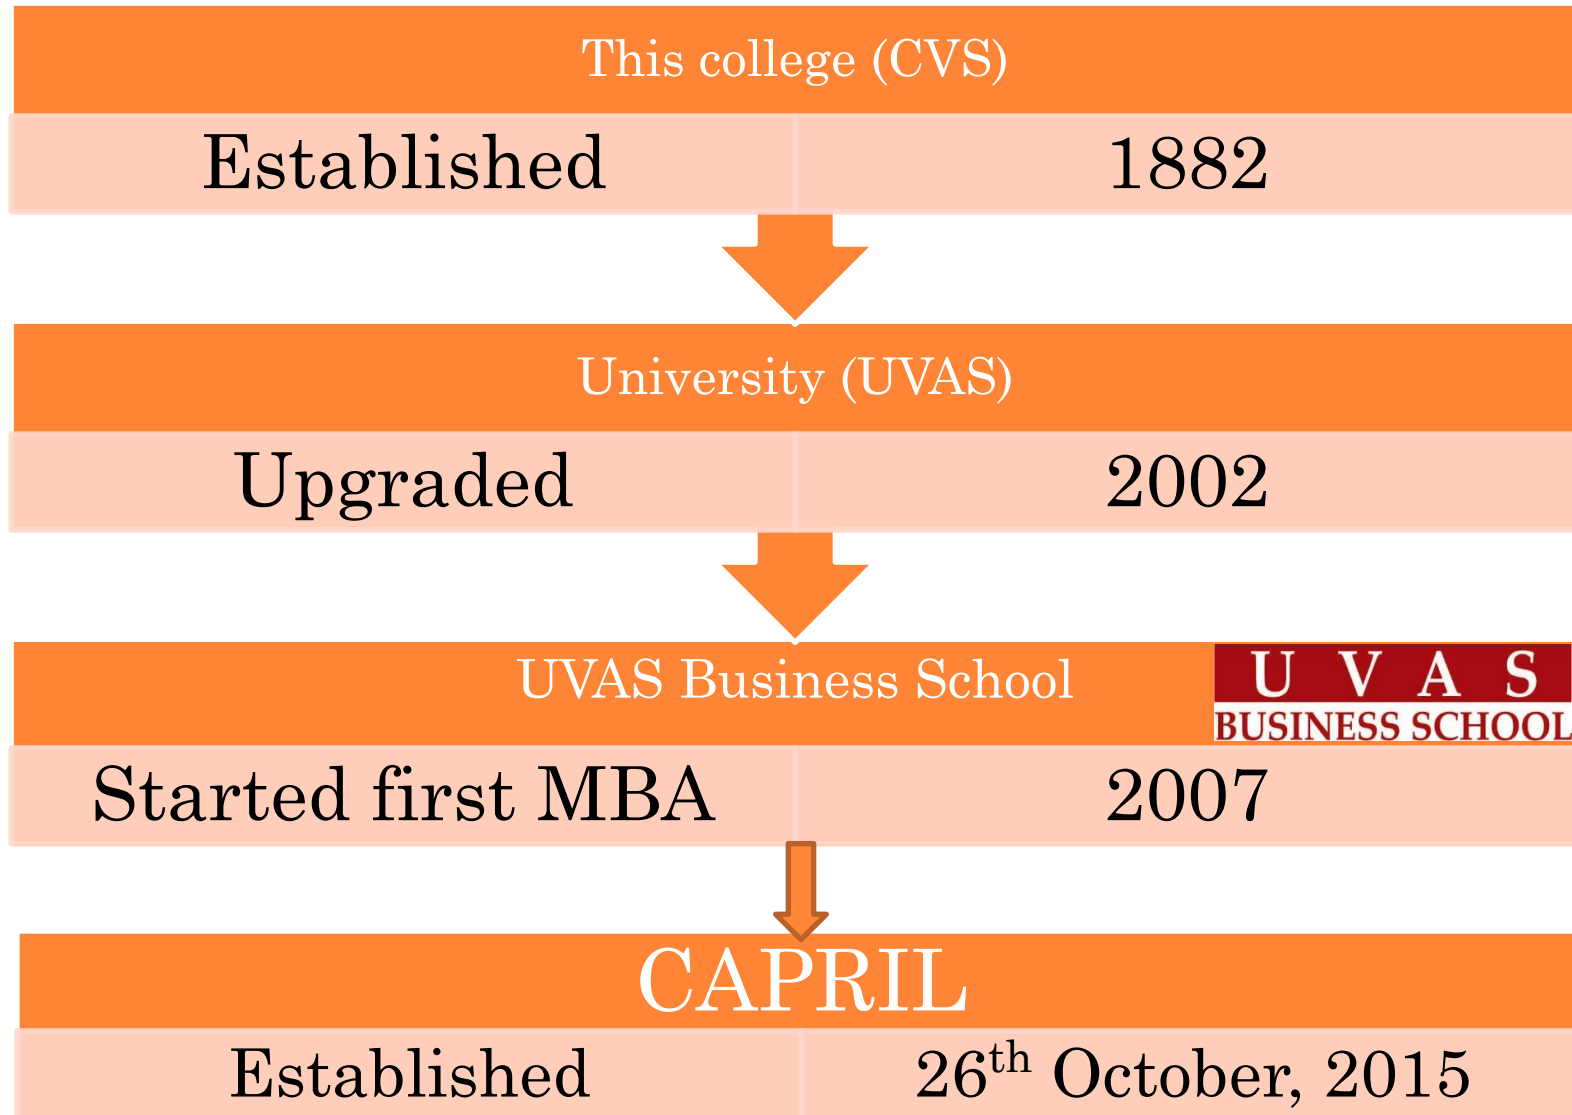 This college (CVS)
Established 1882
University (UVAS)
Upgraded 2002
UVAS Business School
U V A S
BUSINESS SCHOOL
Started first MBA 2007
CAPRIL
Established 26th October, 2015